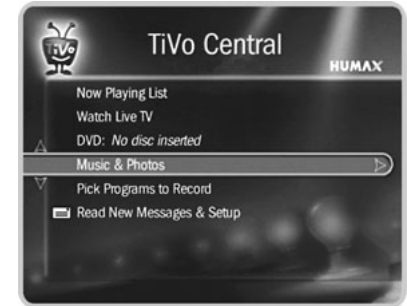 TiVo
TiVo Central
HUMAX
Now Playing List
Watch Live TV
DVD: No disc inserted
Music & Photos
Pick Programs to Record
Read New Messages & Setup